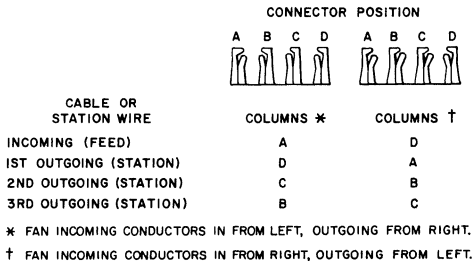 CONNECTOR POSITION
A B C D A B C D
CABLE OR
STATION WIRE COLUMNS * COLUMNS †
INCOMING (FEED) A D
1ST OUTGOING (STATION) D A
2ND OUTGOING (STATION) C B
3RD OUTGOING (STATION) B C
* FAN INCOMING CONDUCTORS IN FROM LEFT, OUTGOING FROM RIGHT.
† FAN INCOMING CONDUCTORS IN FROM RIGHT, OUTGOING FROM LEFT.